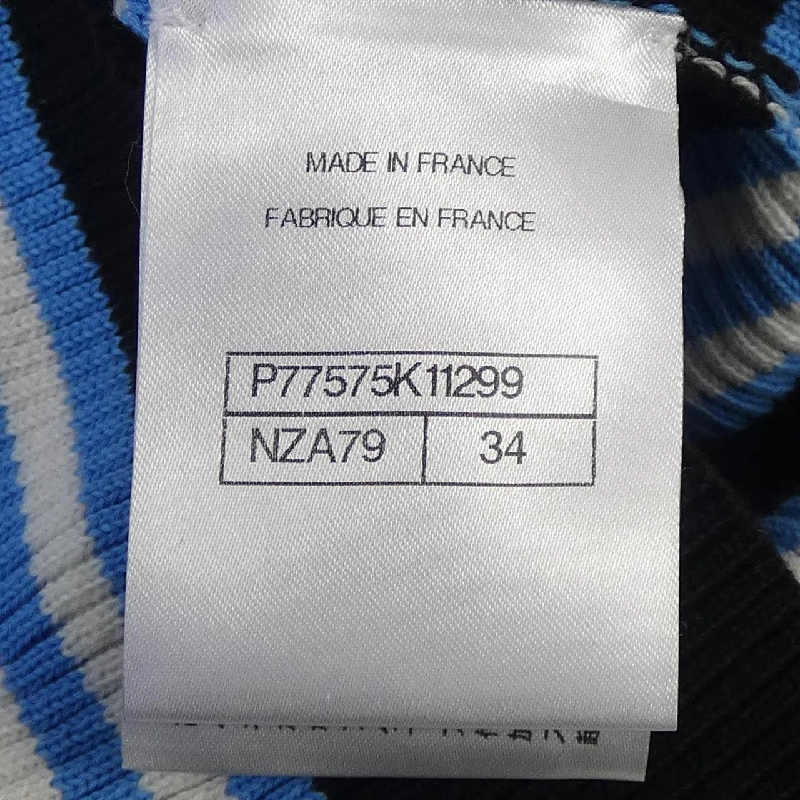 MADE IN FRANCE
FABRIQUE EN FRANCE
P77575K11299
NZA79 34